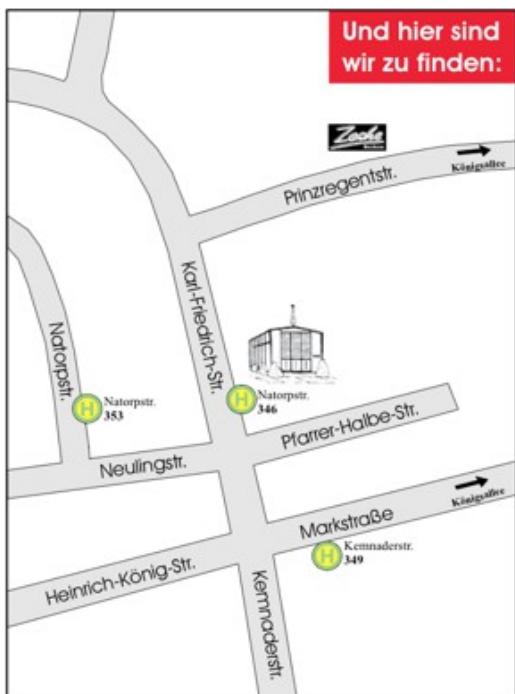 Und hier sind
wir zu finden:
Zeche
Königsallee
Prinzregentstr.
Karl-Friedrich-Str.
Natorpstr.
H
Natorpstr.
353
H
Natorpstr.
346
Pfarrer-Halbe-Str.
Neulingstr.
Königsallee
Markstraße
H
Kemnaderstr.
349
Heinrich-König-Str.
Kemnaderstr.